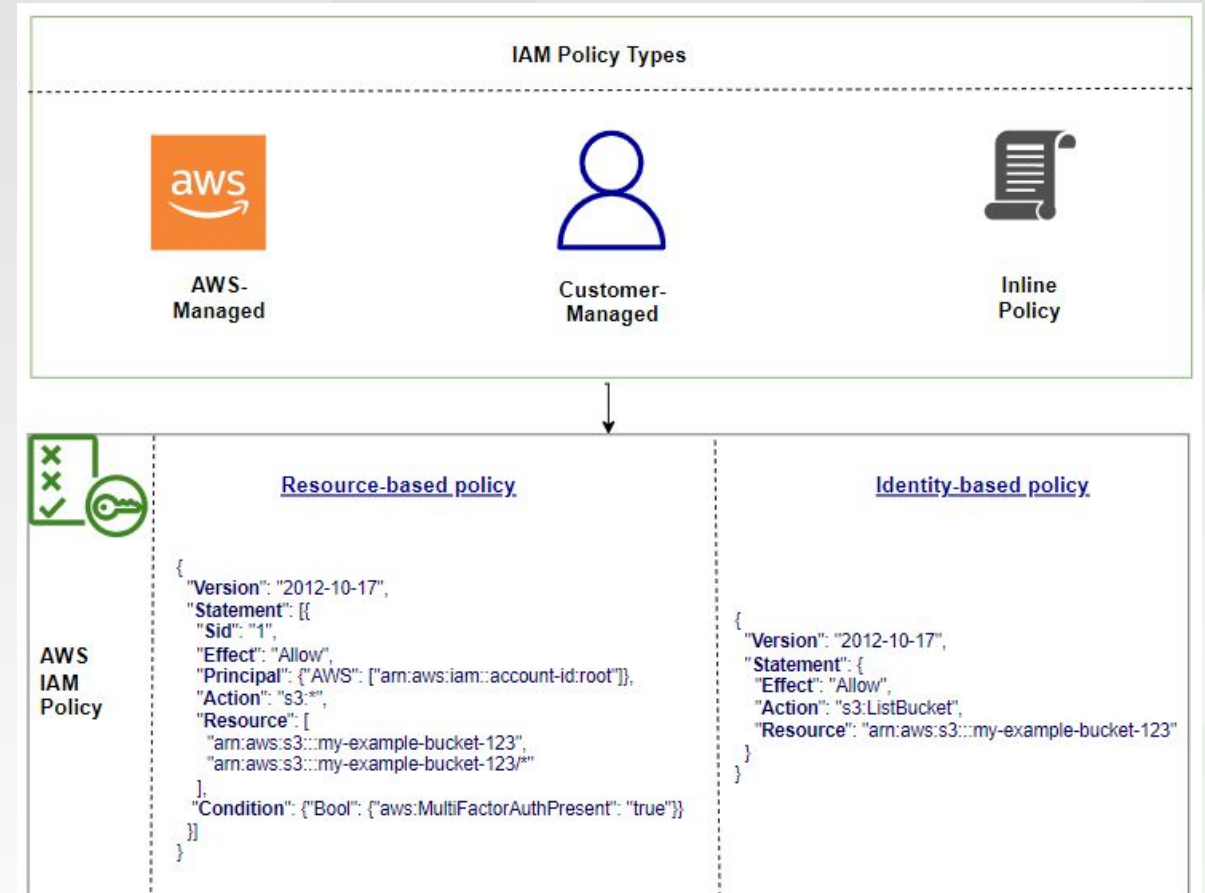 IAM Policy Types
aws
AWS-
Managed
Customer-
Managed
Inline
Policy
AWS
IAM
Policy
Resource-based policy
{
"Version": "2012-10-17",
"Statement": [{
"Sid": "1",
"Effect": "Allow",
"Principal": {"AWS": ["arn:aws:iam::account-id:root"]},
"Action": "s3:*",
"Resource": [
"arn:aws:s3:::my-example-bucket-123",
"arn:aws:s3:::my-example-bucket-123/*"
],
"Condition": {"Bool": {"aws:MultiFactorAuthPresent": "true"}}
}]
}
Identity-based policy
{
"Version": "2012-10-17",
"Statement": {
"Effect": "Allow",
"Action": "s3:ListBucket",
"Resource": "arn:aws:s3:::my-example-bucket-123"
}
}